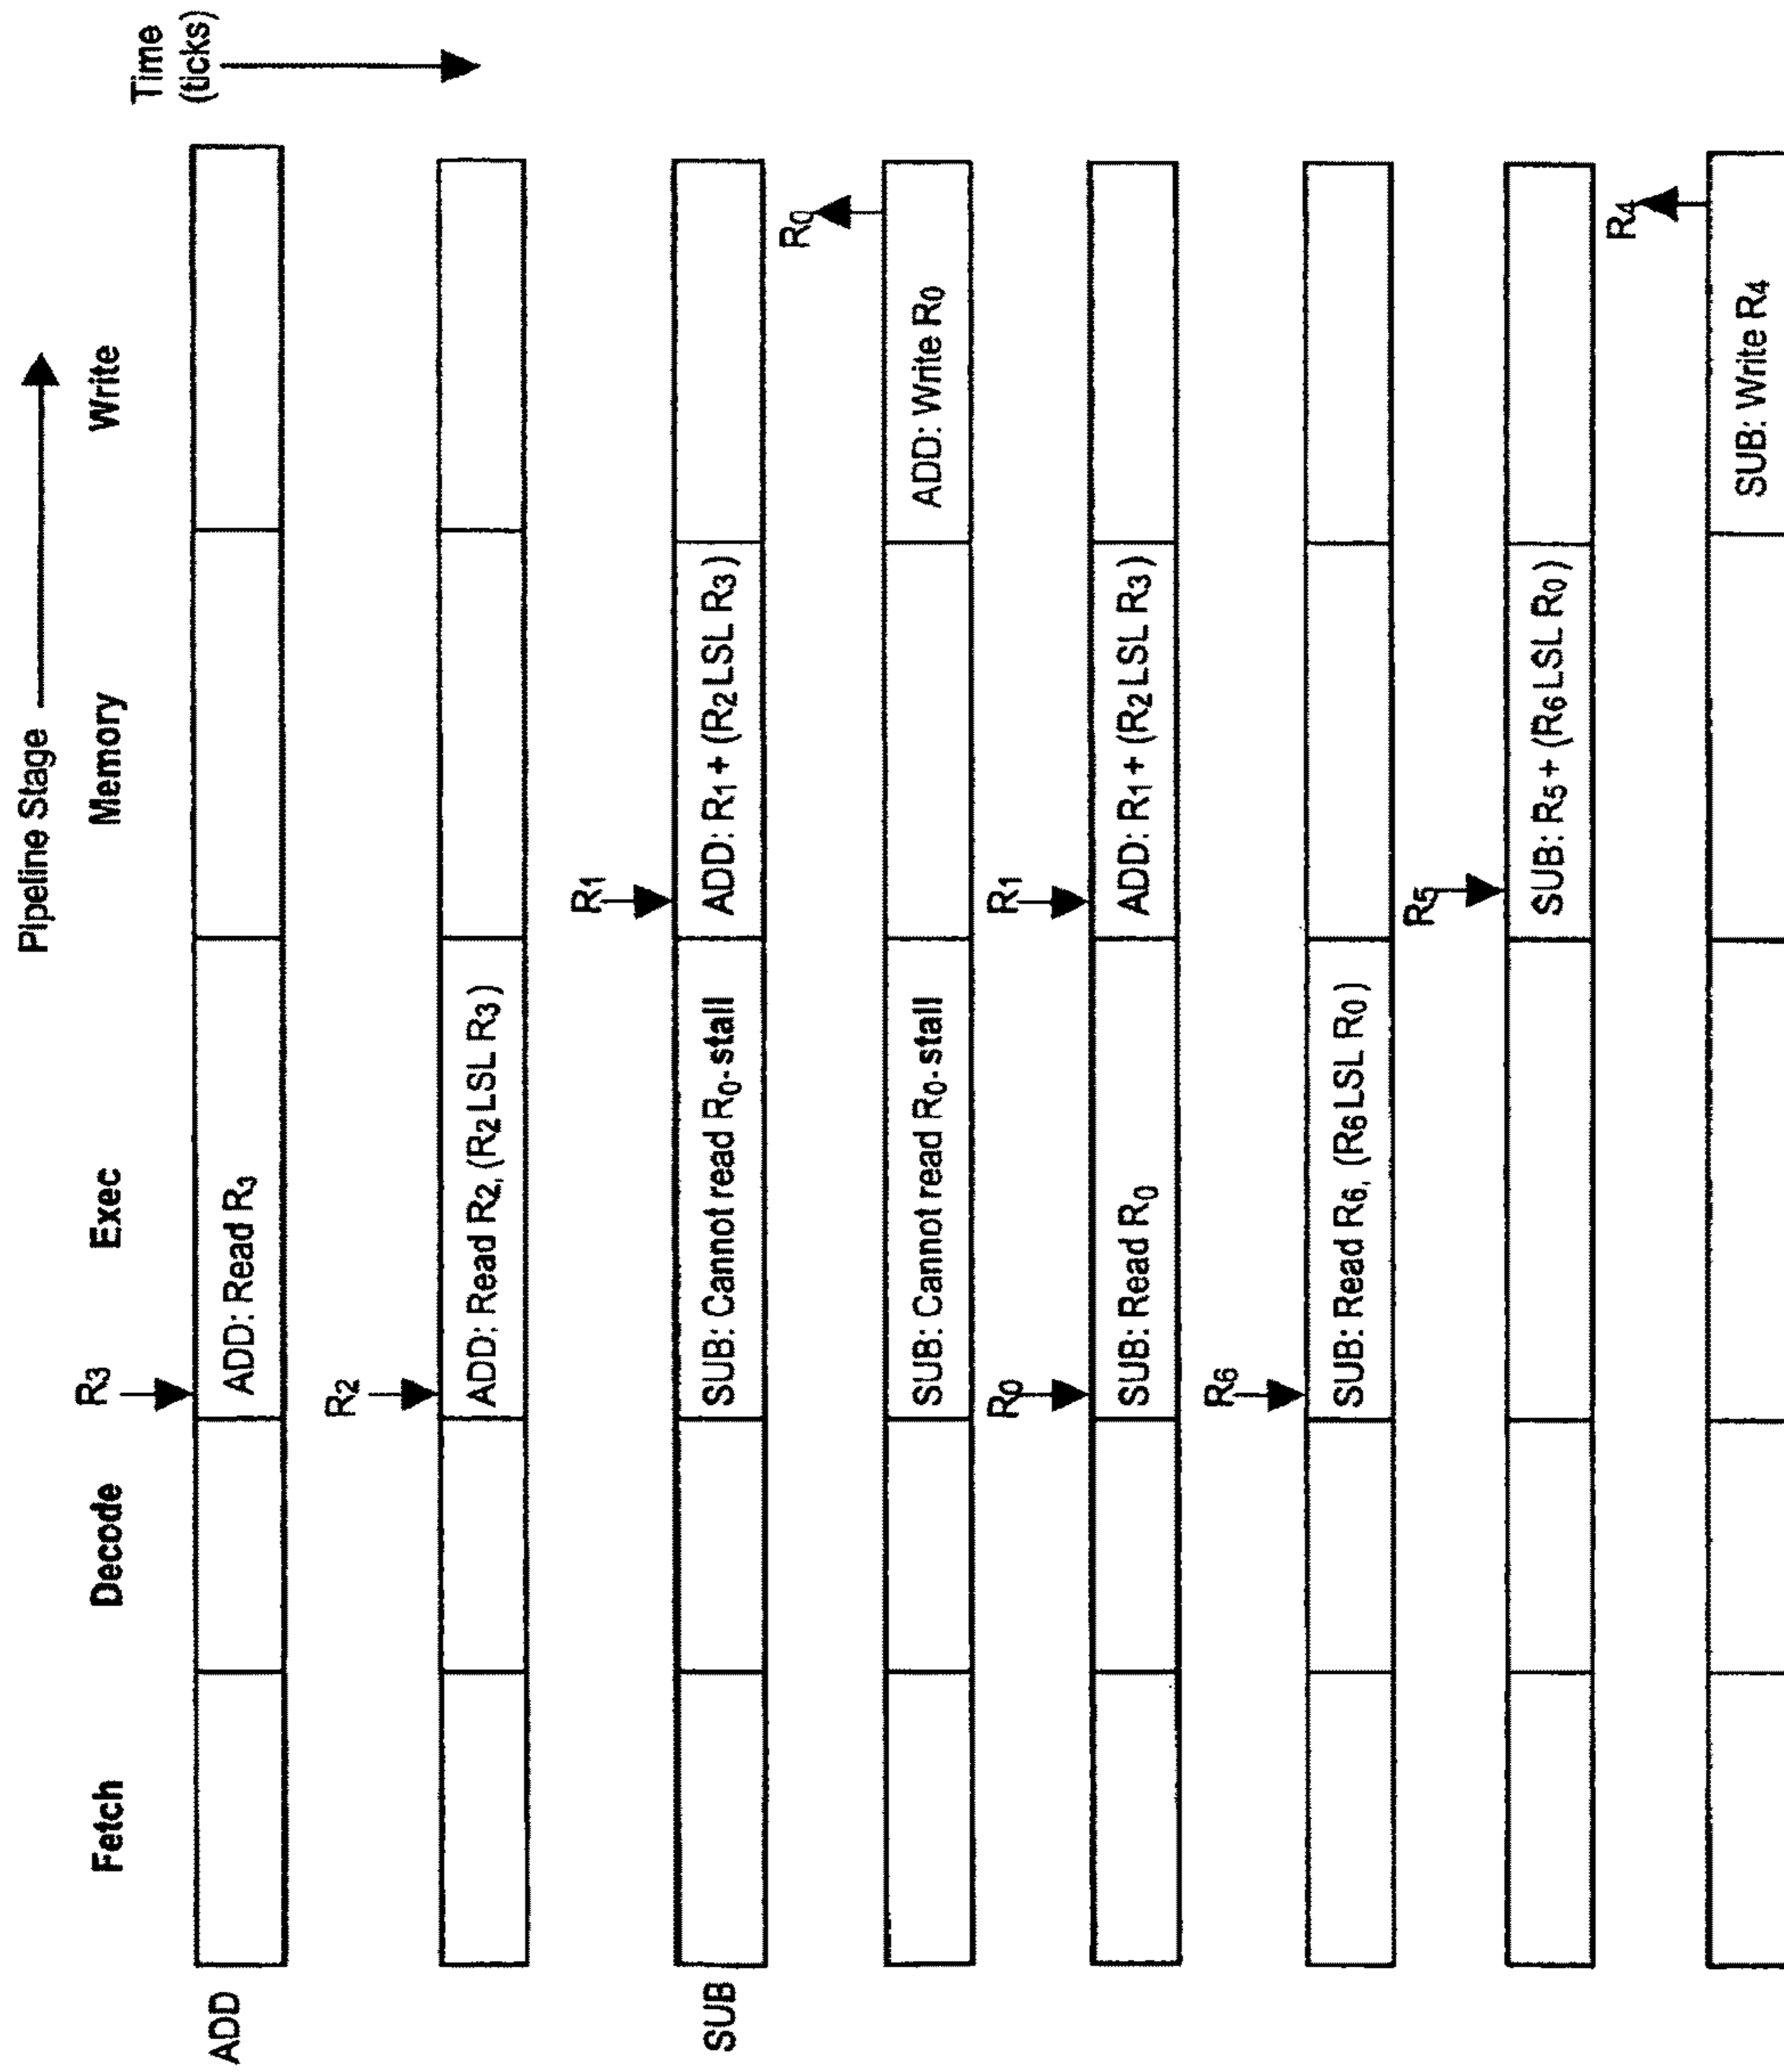 Pipeline Stage
Time
(ticks)
Fetch Decode Exec Memory Write
R3
ADD
ADD: Read R3
R2
ADD: Read R2, (R2 LSL R3)
R1
SUB
SUB: Cannot read R0- stall ADD: R1 + (R2 LSL R3)
R0
SUB: Cannot read R0- stall ADD: Write R0
R0 R1
SUB: Read R0 ADD: R1 + (R2 LSL R3)
R6
SUB: Read R6, (R6 LSL R0)
R5
SUB: R5 + (R6 LSL R0)
R4
SUB: Write R4